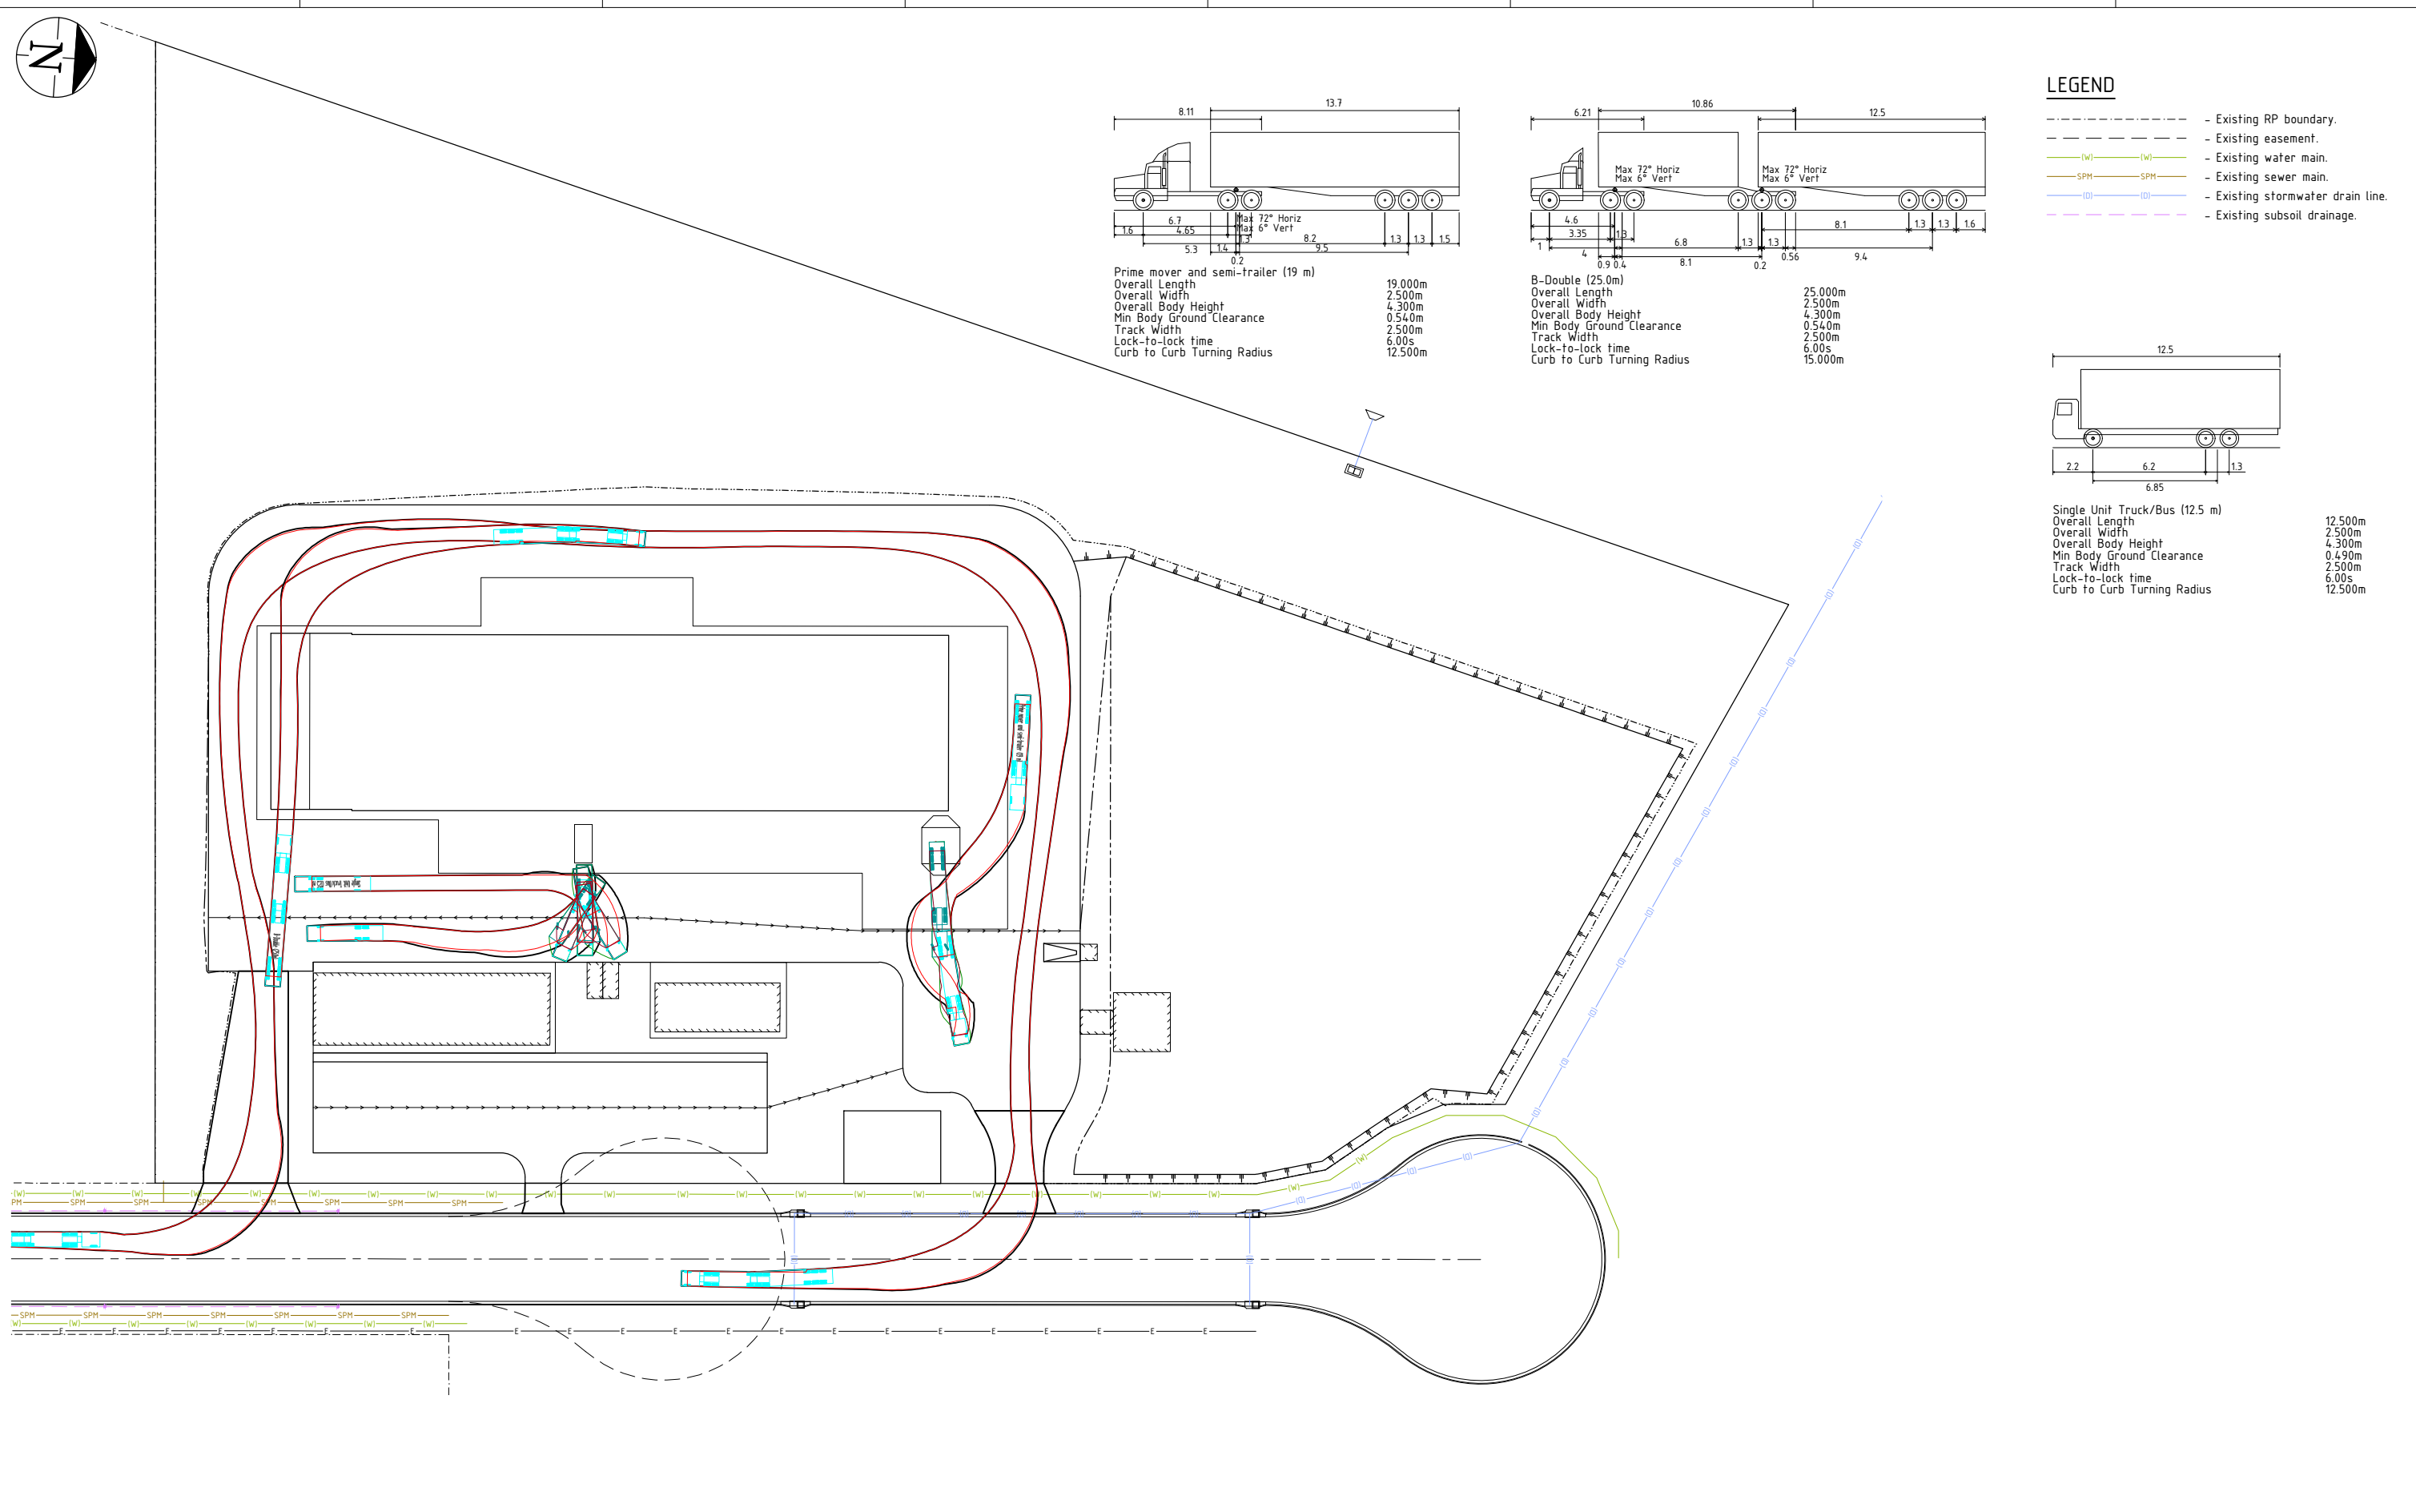 N
LEGEND
- Existing RP boundary.
- Existing easement.
(W) (W) - Existing water main.
SPM SPM - Existing sewer main.
(D) (D) - Existing stormwater drain line.
- Existing subsoil drainage.
13.7
8.11
Max 72° Horiz
Max 6° Vert
6.7
1.6
4.65
1.3
8.2
1.3
1.3
1.5
5.3
1.4
9.5
0.2
Prime mover and semi-trailer (19 m)
Overall Length 19.000m
Overall Width 2.500m
Overall Body Height 4.300m
Min Body Ground Clearance 0.540m
Track Width 2.500m
Lock-to-lock time 6.00s
Curb to Curb Turning Radius 12.500m
10.86
6.21
12.5
Max 72° Horiz
Max 6° Vert
Max 72° Horiz
Max 6° Vert
4.6
8.1
1.3
1.3
1.6
3.35
1.3
1
6.8
1.3
1.3
4
0.56
9.4
0.9
0.4
8.1
0.2
B-Double (25.0m)
Overall Length 25.000m
Overall Width 2.500m
Overall Body Height 4.300m
Min Body Ground Clearance 0.540m
Track Width 2.500m
Lock-to-lock time 6.00s
Curb to Curb Turning Radius 15.000m
12.5
2.2
6.2
1.3
6.85
Single Unit Truck/Bus (12.5 m)
Overall Length 12.500m
Overall Width 2.500m
Overall Body Height 4.300m
Min Body Ground Clearance 0.490m
Track Width 2.500m
Lock-to-lock time 6.00s
Curb to Curb Turning Radius 12.500m